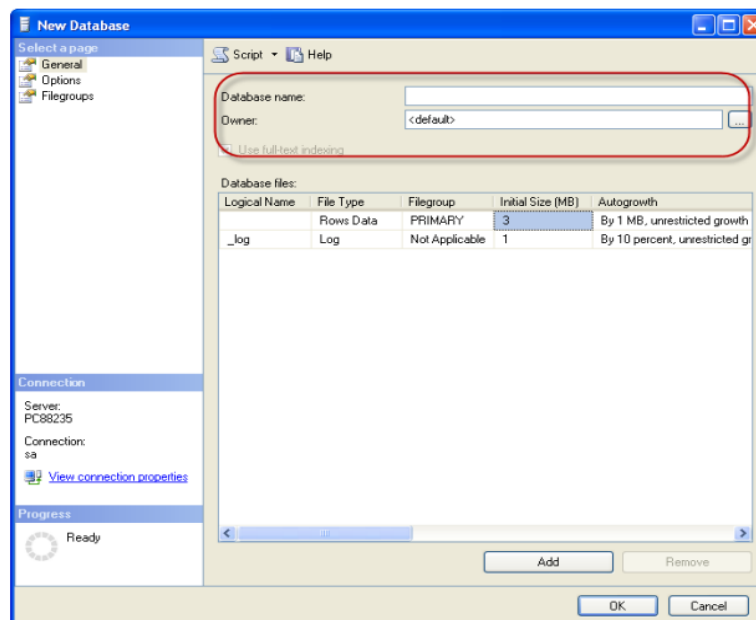 New Database
Select a page
General
Options
Filegroups
Script Help
Database name:
Owner: <default> ...
Use full-text indexing
Database files:
Logical Name File Type Filegroup Initial Size (MB) Autogrowth
Rows Data PRIMARY 3 By 1 MB, unrestricted growth
_log Log Not Applicable 1 By 10 percent, unrestricted gr
Connection
Server:
PC88235
Connection:
sa
View connection properties
Progress
Ready
Add Remove
OK Cancel